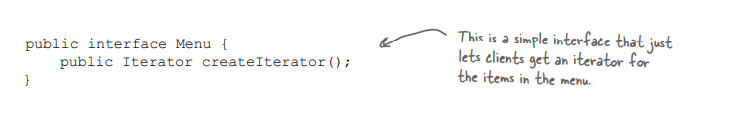 public interface Menu {
    public Iterator createIterator();
}
This is a simple interface that just
lets clients get an iterator for
the items in the menu.